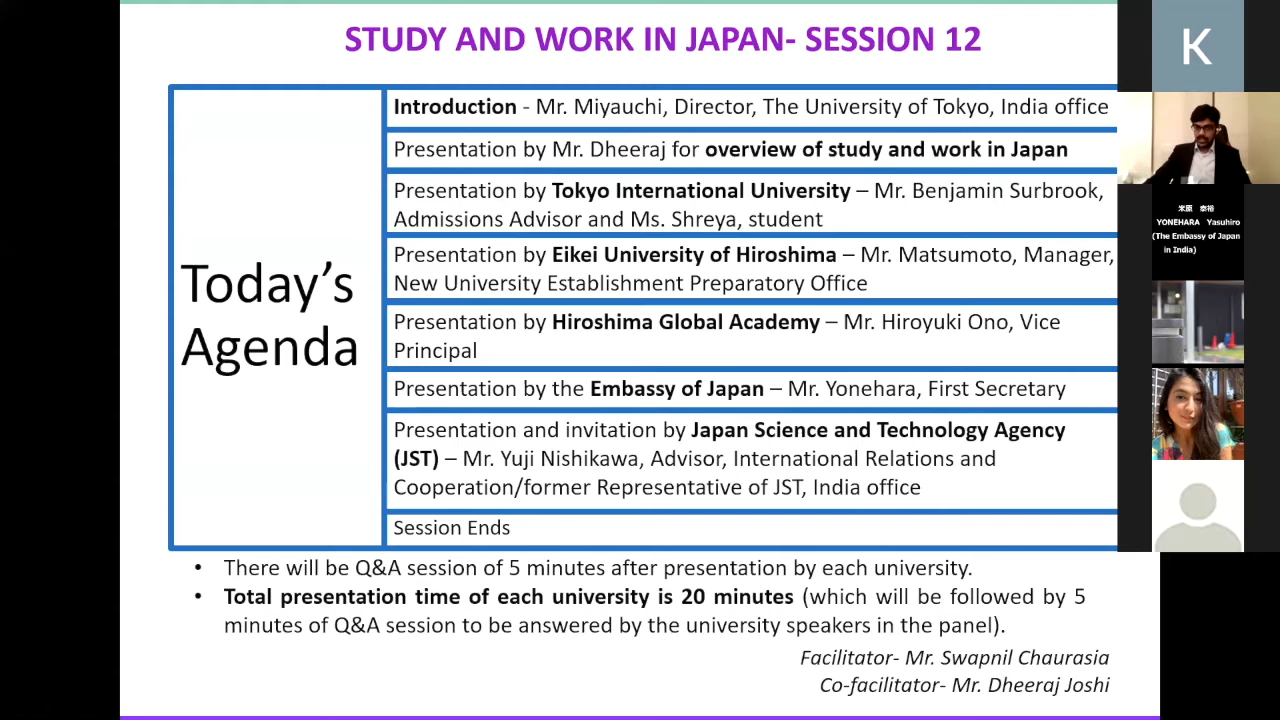 STUDY AND WORK IN JAPAN- SESSION 12
Today's
Agenda
Introduction - Mr. Miyauchi, Director, The University of Tokyo, India office
Presentation by Mr. Dheeraj for overview of study and work in Japan
Presentation by Tokyo International University – Mr. Benjamin Surbrook,
Admissions Advisor and Ms. Shreya, student
Presentation by Eikei University of Hiroshima – Mr. Matsumoto, Manager,
New University Establishment Preparatory Office
Presentation by Hiroshima Global Academy – Mr. Hiroyuki Ono, Vice
Principal
Presentation by the Embassy of Japan – Mr. Yonehara, First Secretary
Presentation and invitation by Japan Science and Technology Agency
(JST) – Mr. Yuji Nishikawa, Advisor, International Relations and
Cooperation/former Representative of JST, India office
Session Ends
• There will be Q&A session of 5 minutes after presentation by each university.
• Total presentation time of each university is 20 minutes (which will be followed by 5
minutes of Q&A session to be answered by the university speakers in the panel).
Facilitator- Mr. Swapnil Chaurasia
Co-facilitator- Mr. Dheeraj Joshi
K
米原 泰裕
YONEHARA Yasuhiro
(The Embassy of Japan
in India)